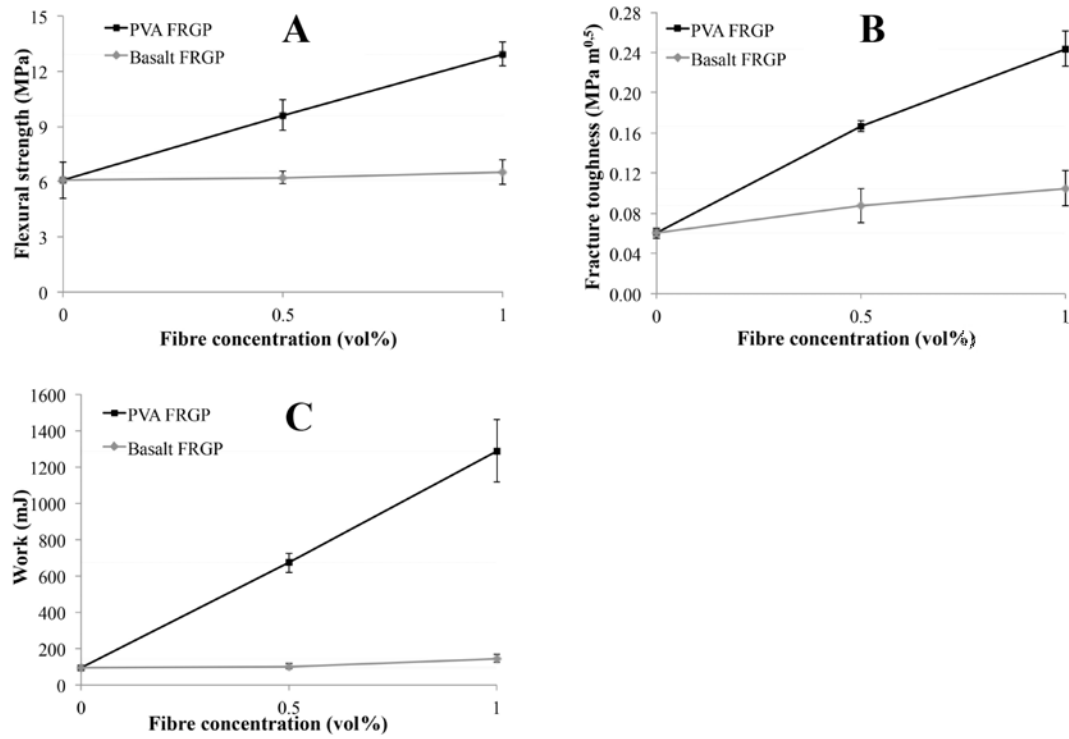 A
PVA FRGP
Basalt FRGP
Flexural strength (MPa)
15
12
9
6
3
0
0 0.5 1
Fibre concentration (vol%)
B
PVA FRGP
Basalt FRGP
Fracture toughness (MPa m^0.5)
0.28
0.24
0.20
0.16
0.12
0.08
0.04
0.00
0 0.5 1
Fibre concentration (vol%)
C
PVA FRGP
Basalt FRGP
Work (mJ)
1600
1400
1200
1000
800
600
400
200
0
0 0.5 1
Fibre concentration (vol%)